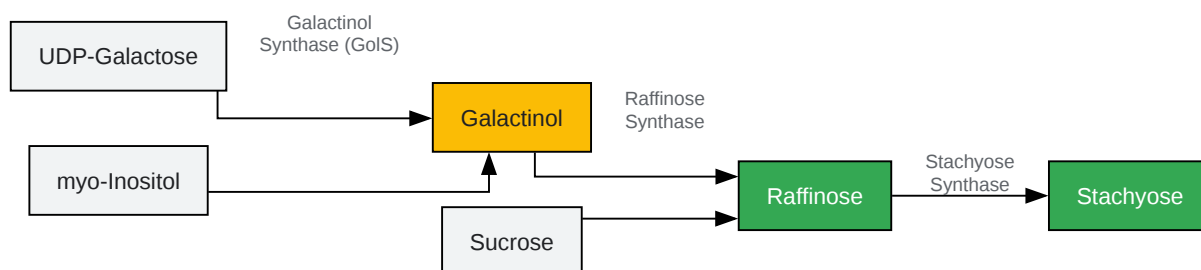 UDP-Galactose
Galactinol
Synthase (GolS)
Galactinol
Raffinose
Synthase
myo-Inositol
Sucrose
Raffinose
Stachyose
Synthase
Stachyose